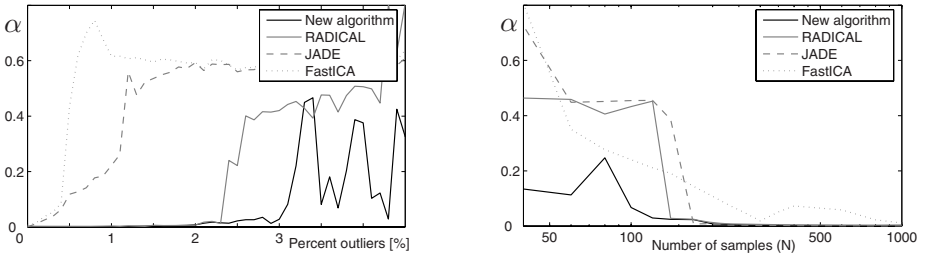 α
0.6
0.4
0.2
0
0
1
2
3
Percent outliers [%]
New algorithm
RADICAL
JADE
FastICA
α
0.6
0.4
0.2
0
50
100
500
1000
Number of samples (N)
New algorithm
RADICAL
JADE
FastICA